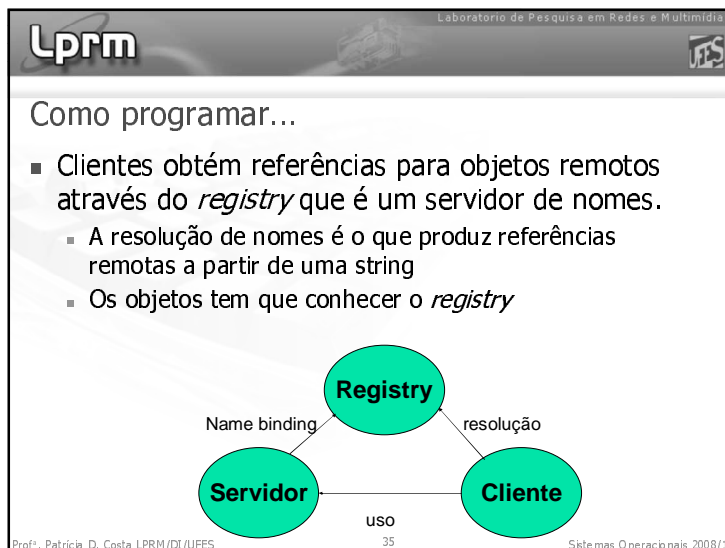 Laboratorio de Pesquisa em Redes e Multimídia
Lprm
UFES
Como programar...
Clientes obtém referências para objetos remotos
através do registry que é um servidor de nomes.
A resolução de nomes é o que produz referências
remotas a partir de uma string
Os objetos tem que conhecer o registry
Registry
Name binding
resolução
Servidor
Cliente
uso
Profª. Patrícia D. Costa LPRM/DI/UFES
35
Sistemas Operacionais 2008/1